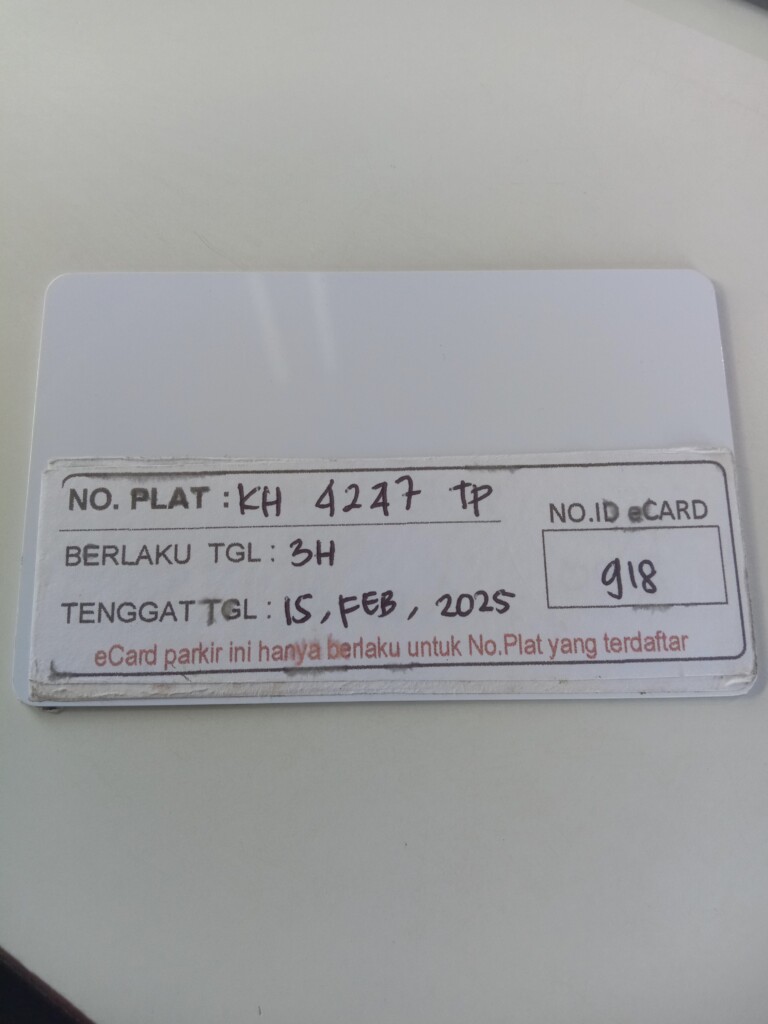 NO. PLAT : KH 4247 TP
BERLAKU TGL : 3H
TENGGAT TGL : 15, FEB, 2025
NO.ID eCARD
918
eCard parkir ini hanya berlaku untuk No.Plat yang terdaftar